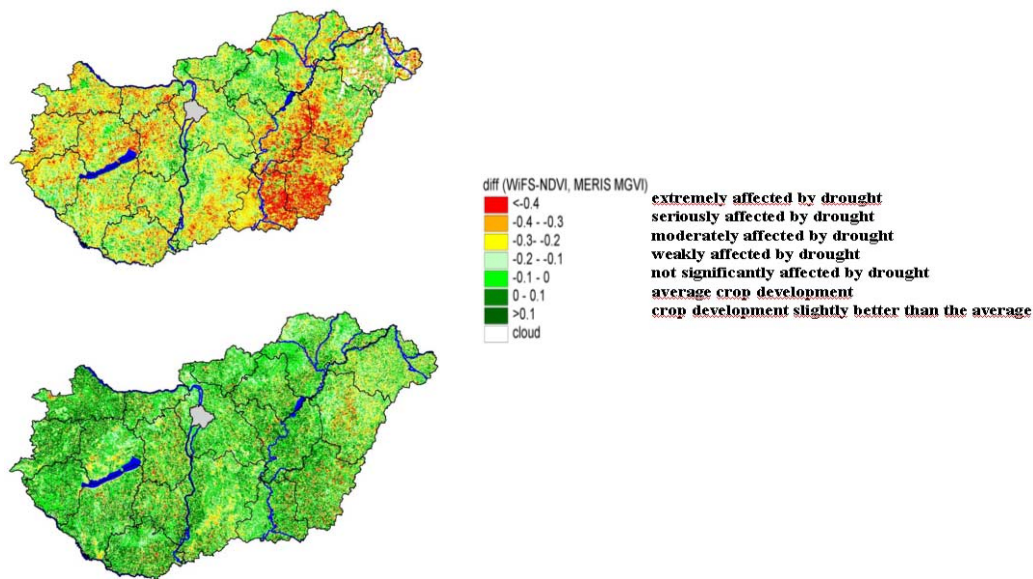 diff (WiFS-NDVI, MERIS MGVI)
<-0.4 extremely affected by drought
-0.4 - -0.3 seriously affected by drought
-0.3- -0.2 moderately affected by drought
-0.2 - -0.1 weakly affected by drought
-0.1 - 0 not significantly affected by drought
0 - 0.1 average crop development
>0.1 crop development slightly better than the average
cloud